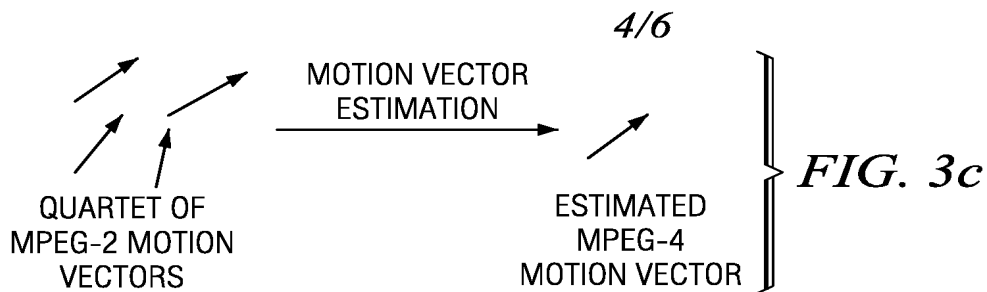 4/6
MOTION VECTOR
ESTIMATION
QUARTET OF
MPEG-2 MOTION
VECTORS
ESTIMATED
MPEG-4
MOTION VECTOR
FIG. 3c